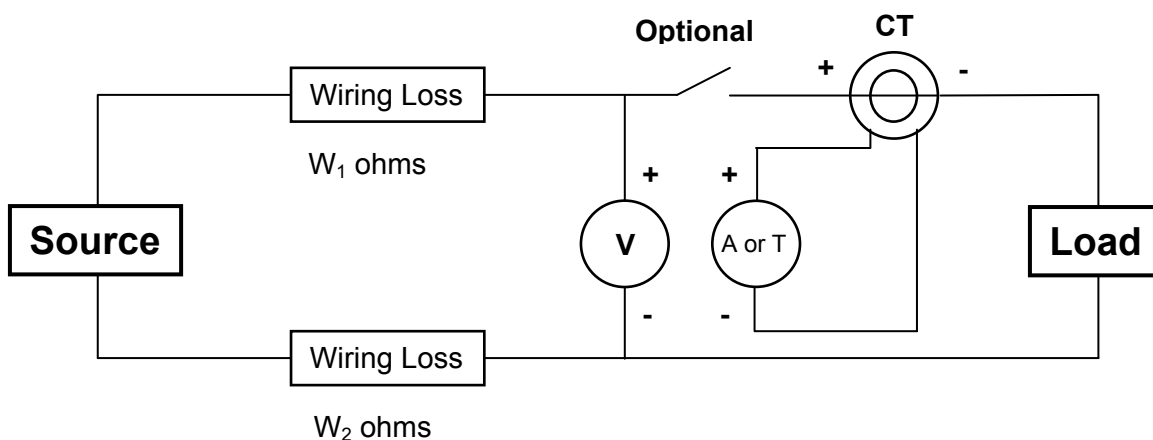 Optional
CT
+ -
Wiring Loss
W₁ ohms
+ +
Source
V
A or T
Load
- -
Wiring Loss
W₂ ohms